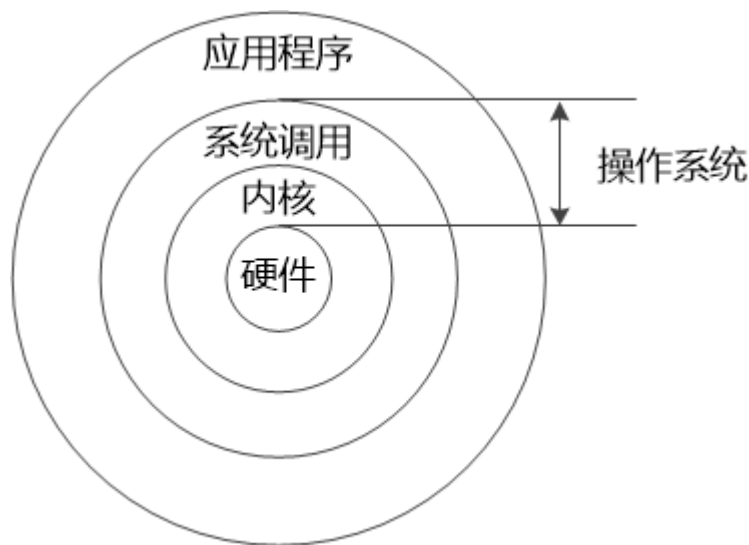 应用程序
系统调用
操作系统
内核
硬件